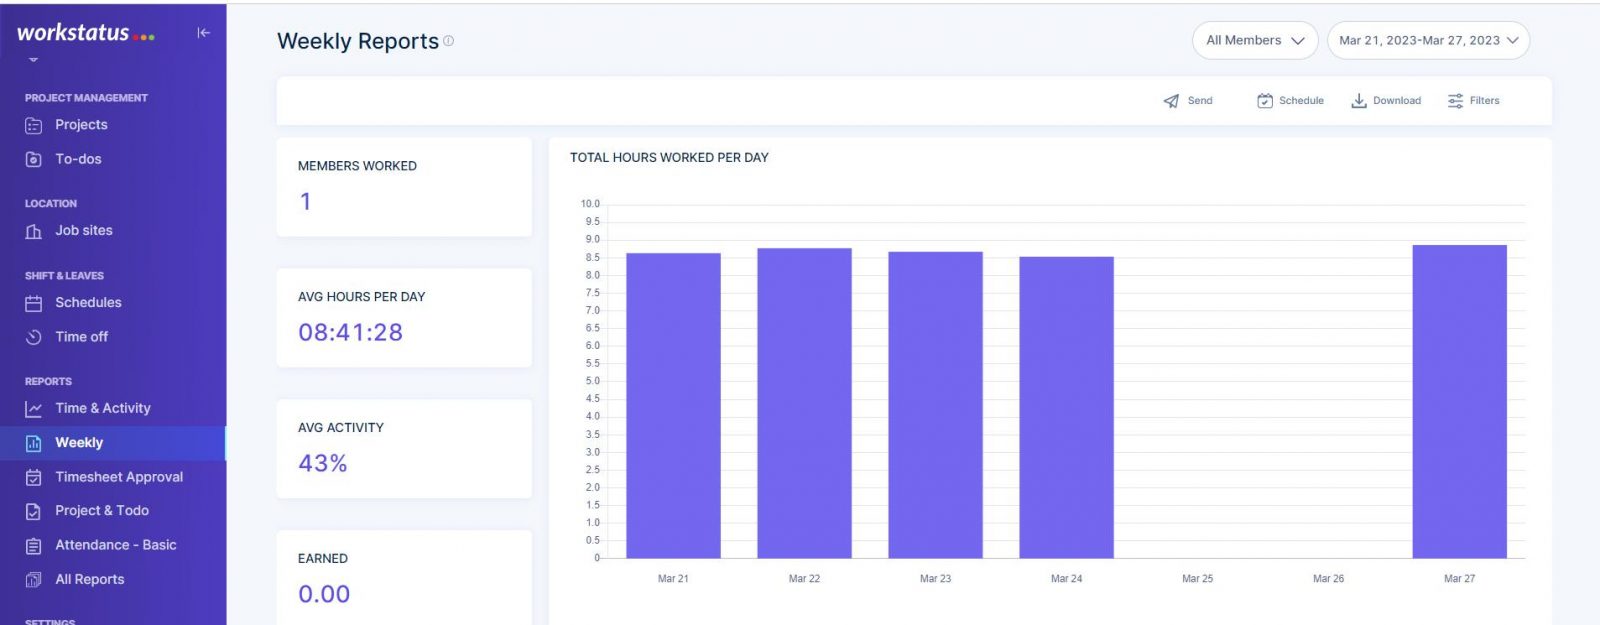 workstatus
PROJECT MANAGEMENT
Projects
To-dos
LOCATION
Job sites
SHIFT & LEAVES
Schedules
Time off
REPORTS
Time & Activity
Weekly
Timesheet Approval
Project & Todo
Attendance - Basic
All Reports
SETTINGS
Weekly Reports
All Members
Mar 21, 2023-Mar 27, 2023
Send
Schedule
Download
Filters
MEMBERS WORKED
1
AVG HOURS PER DAY
08:41:28
AVG ACTIVITY
43%
EARNED
0.00
TOTAL HOURS WORKED PER DAY
10.0
9.5
9.0
8.5
8.0
7.5
7.0
6.5
6.0
5.5
5.0
4.5
4.0
3.5
3.0
2.5
2.0
1.5
1.0
0.5
0
Mar 21 Mar 22 Mar 23 Mar 24 Mar 25 Mar 26 Mar 27